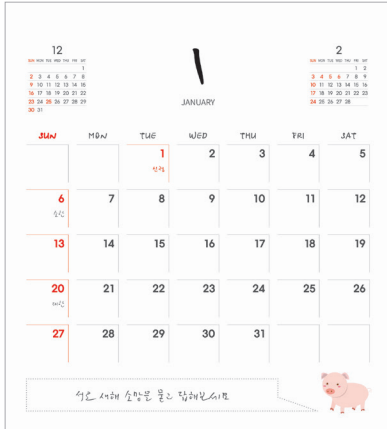 12
SUN MON TUE WED THU FRI SAT
1
2 3 4 5 6 7 8
9 10 11 12 13 14 15
16 17 18 19 20 21 22
23 24 25 26 27 28 29
30 31
1
JANUARY
2
SUN MON TUE WED THU FRI SAT
1 2
3 4 5 6 7 8 9
10 11 12 13 14 15 16
17 18 19 20 21 22 23
24 25 26 27 28
SUN MON TUE WED THU FRI SAT
1 2 3 4 5
신정
6 7 8 9 10 11 12
소한
13 14 15 16 17 18 19
20 21 22 23 24 25 26
대한
27 28 29 30 31
서로 새해 소망을 묻고 답해보세요